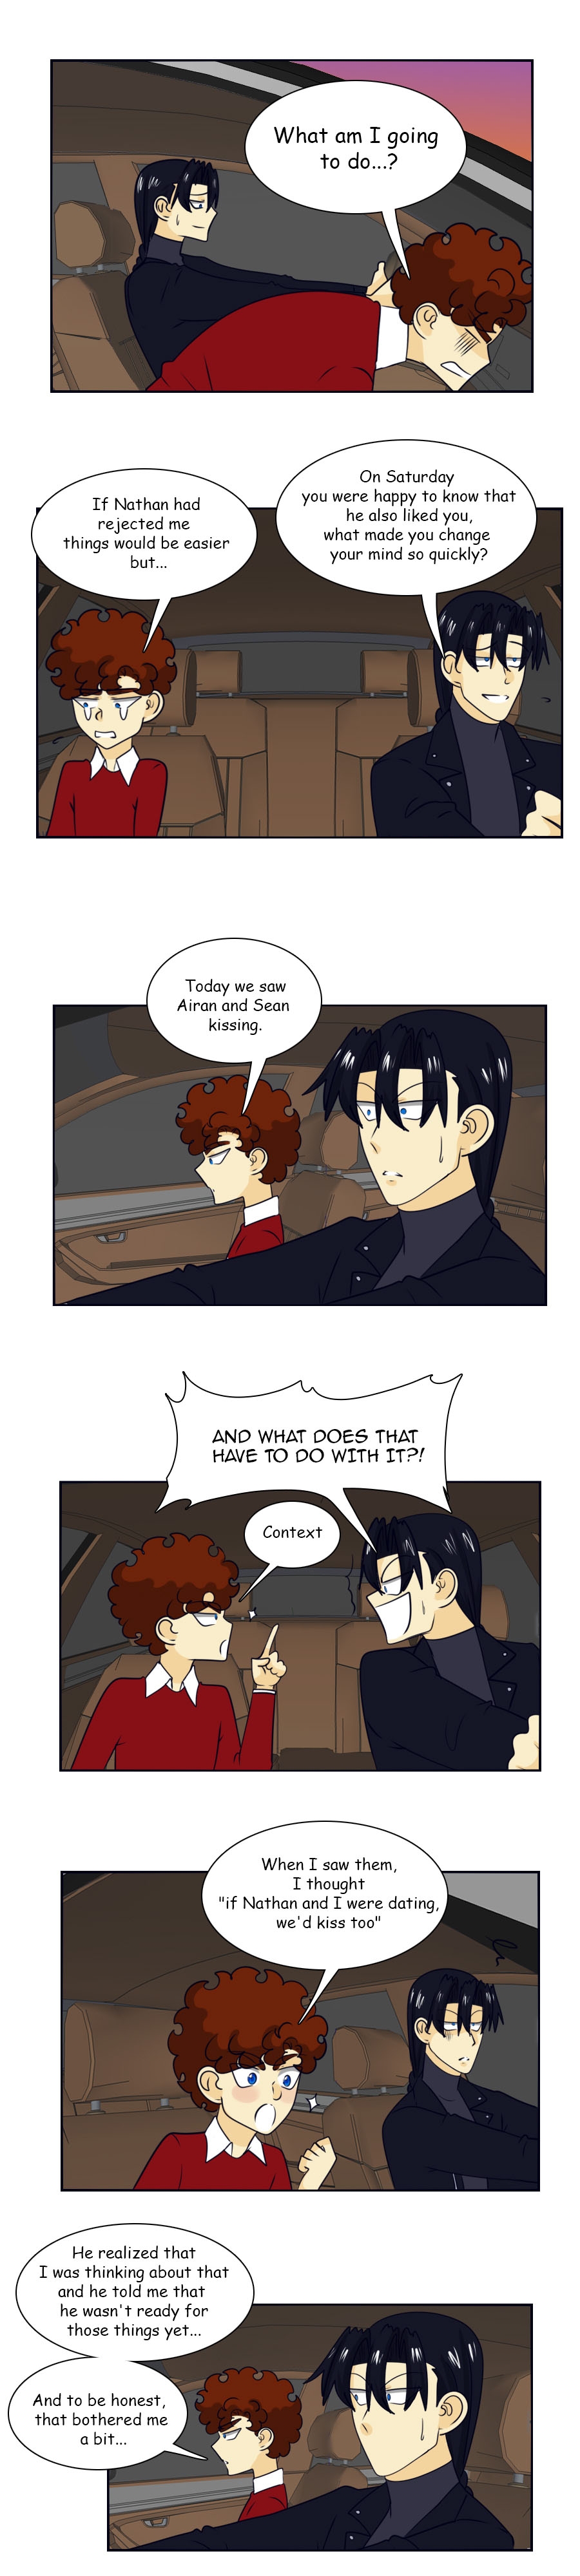 What am I going
to do...?
If Nathan had
rejected me
things would be easier
but...
On Saturday
you were happy to know that
he also liked you,
what made you change
your mind so quickly?
Today we saw
Airan and Sean
kissing.
AND WHAT DOES THAT
HAVE TO DO WITH IT?!
Context
When I saw them,
I thought
"if Nathan and I were dating,
we'd kiss too"
He realized that
I was thinking about that
and he told me that
he wasn't ready for
those things yet...
And to be honest,
that bothered me
a bit...